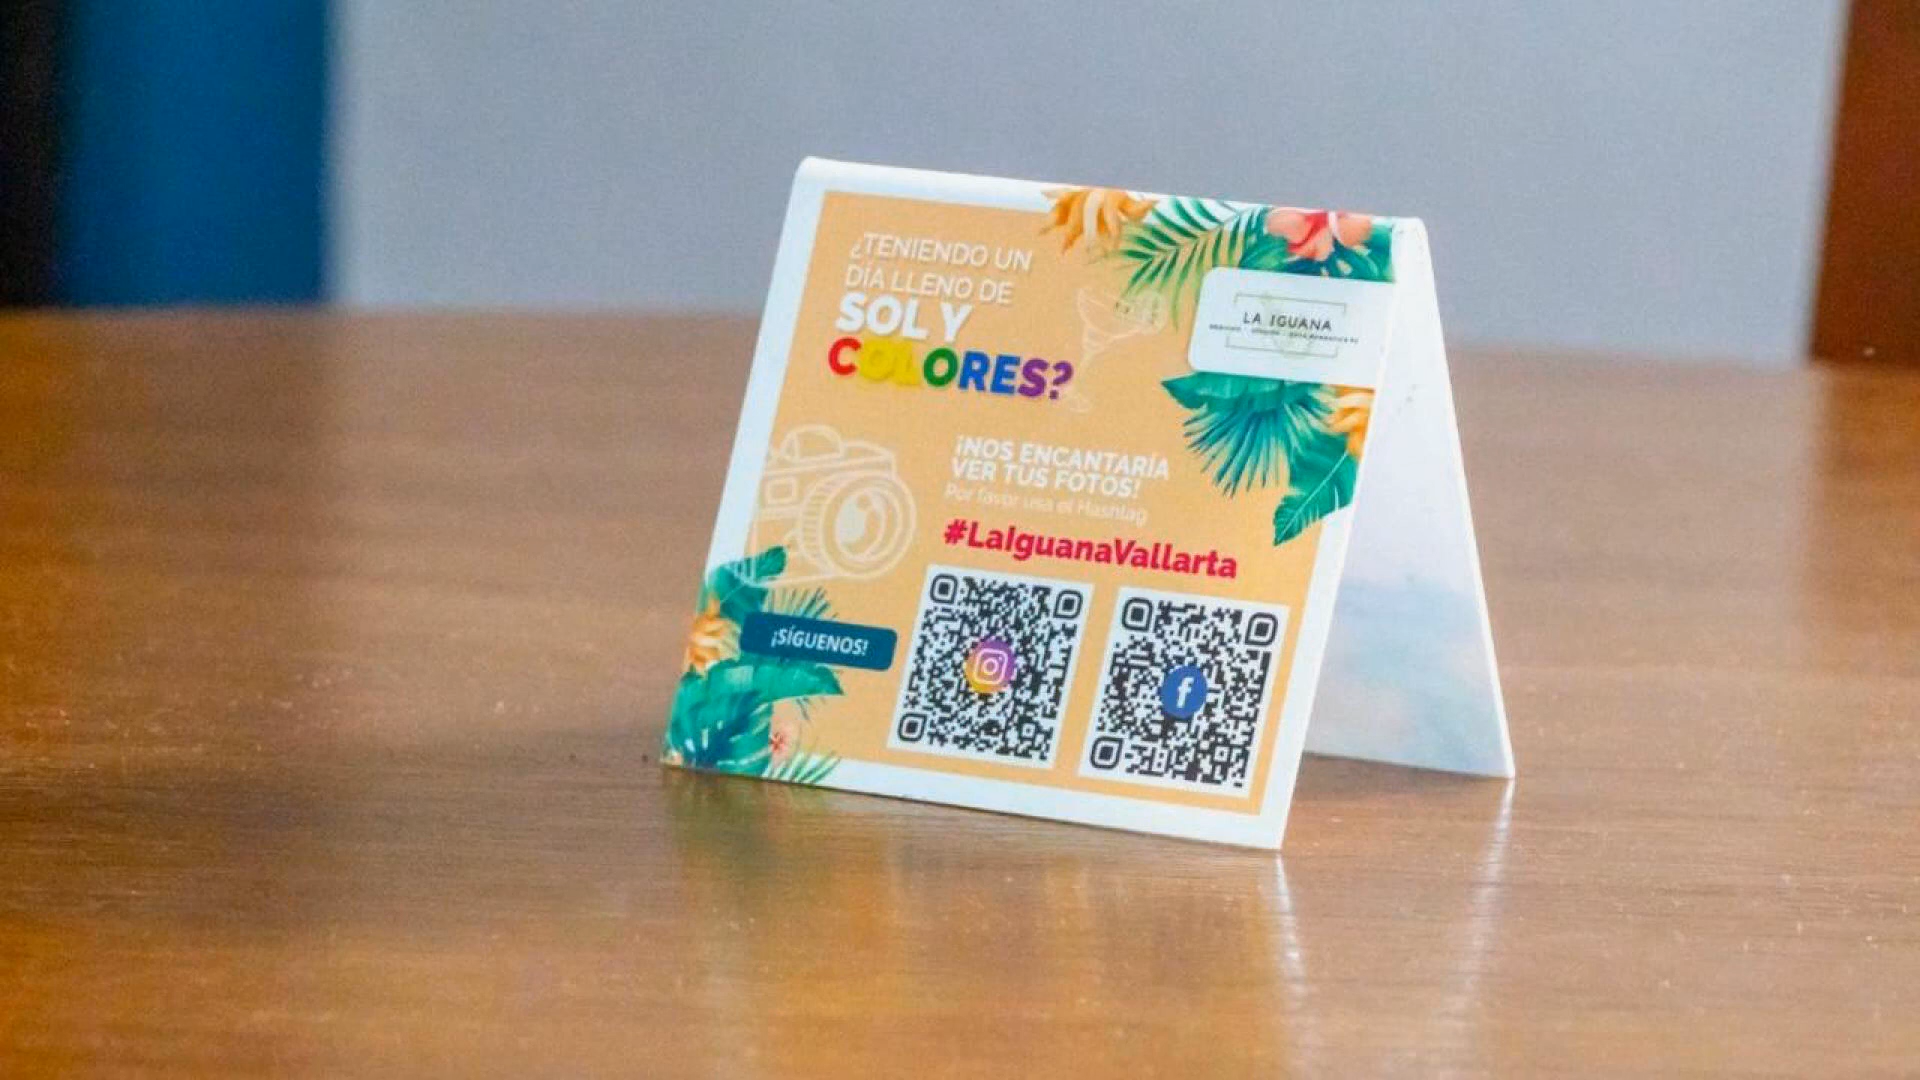 ¿TENIENDO UN
DÍA LLENO DE
SOL Y
COLORES?
LA IGUANA
¡NOS ENCANTARÍA
VER TUS FOTOS!
Por favor usa el Hashtag
#LaIguanaVallarta
¡SÍGUENOS!